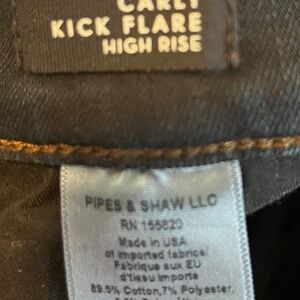 CARLY
KICK FLARE
HIGH RISE
PIPES & SHAW LLC
RN 155820
Made in USA
of imported fabrics
Fabrique aux EU
d'tissu importe
89.5% Cotton,7% Polyester,